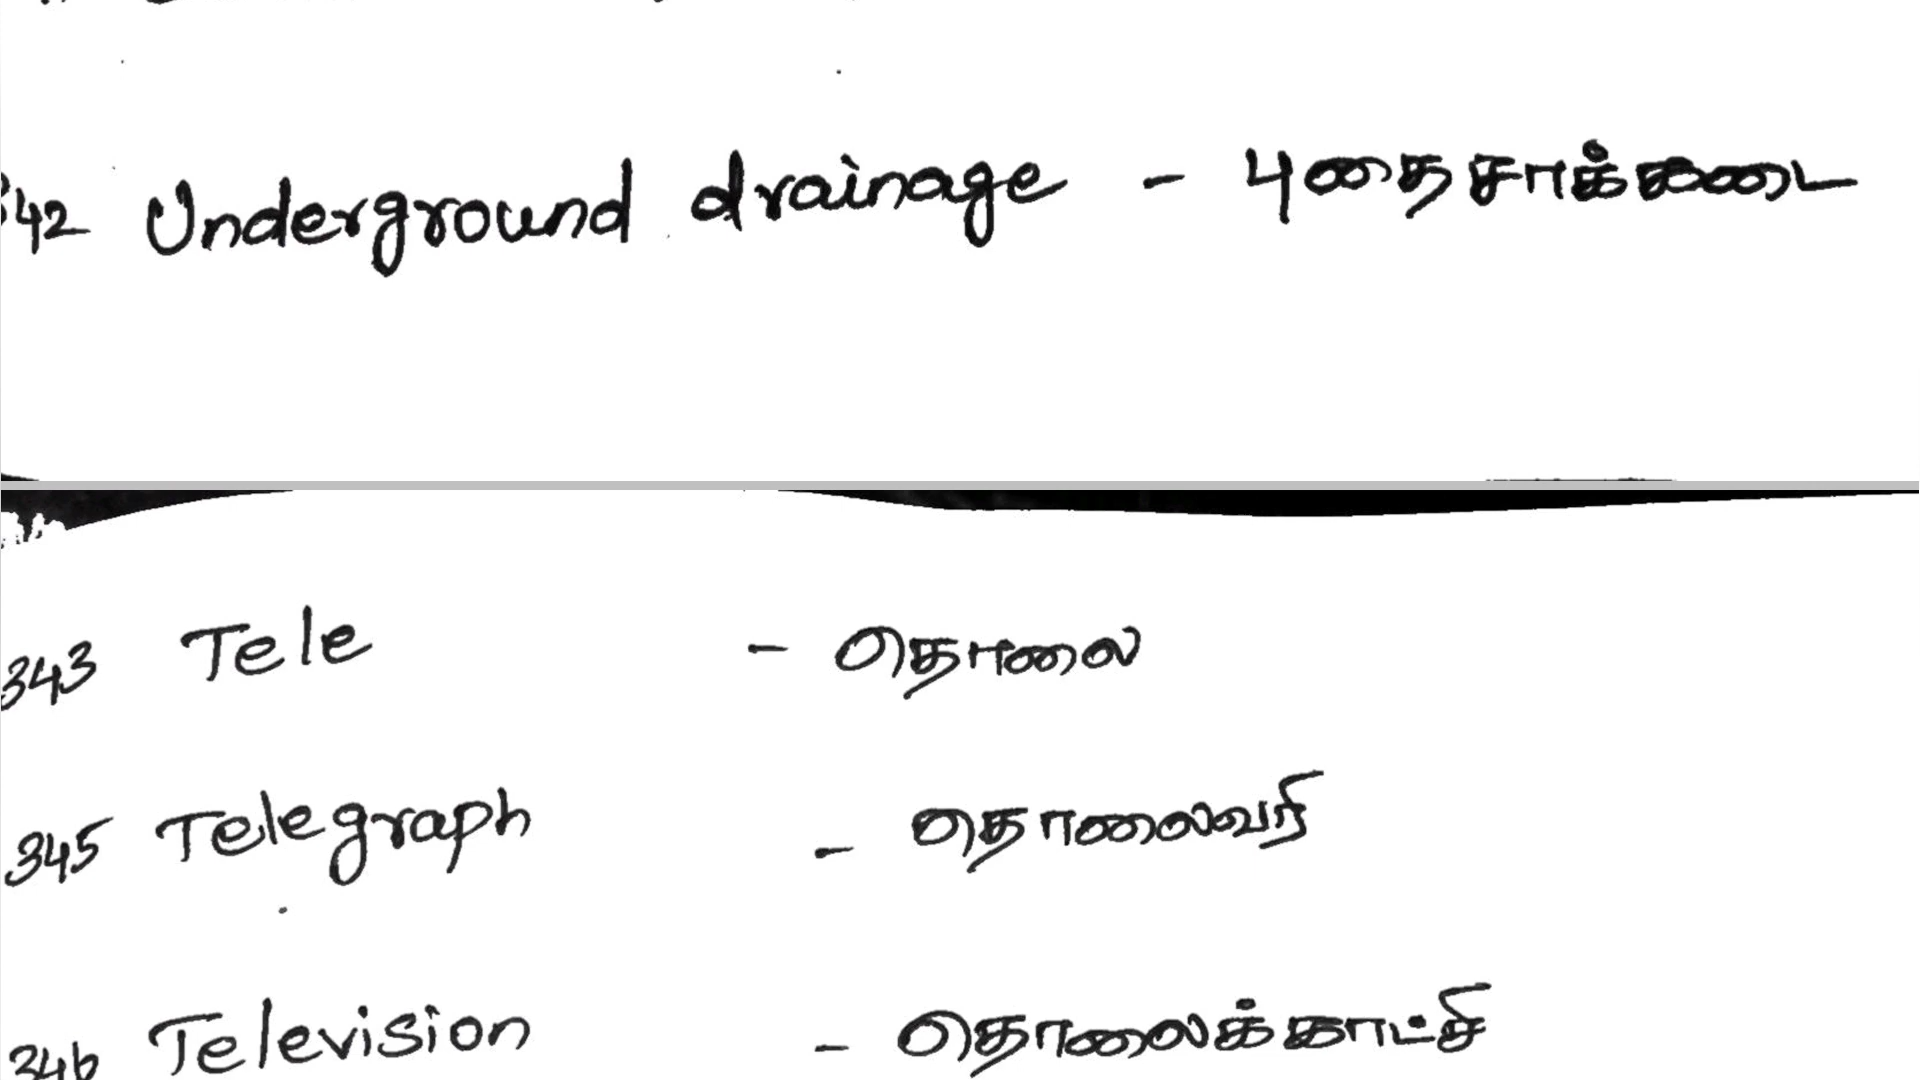 342 Underground drainage - புதைசாக்கடை
343 Tele - தொலை
345 Telegraph - தொலைவரி
346 Television - தொலைக்காட்சி